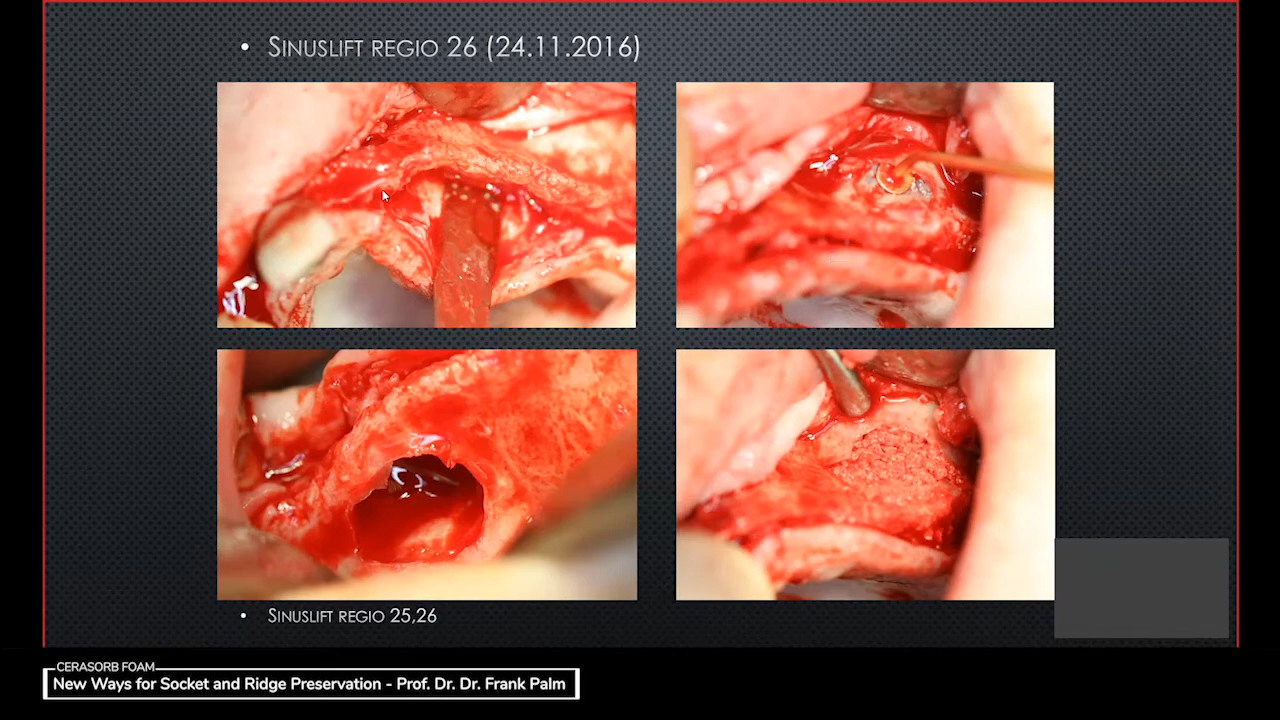 • Sinuslift regio 26 (24.11.2016)
• Sinuslift regio 25,26
CERASORB FOAM
New Ways for Socket and Ridge Preservation - Prof. Dr. Dr. Frank Palm